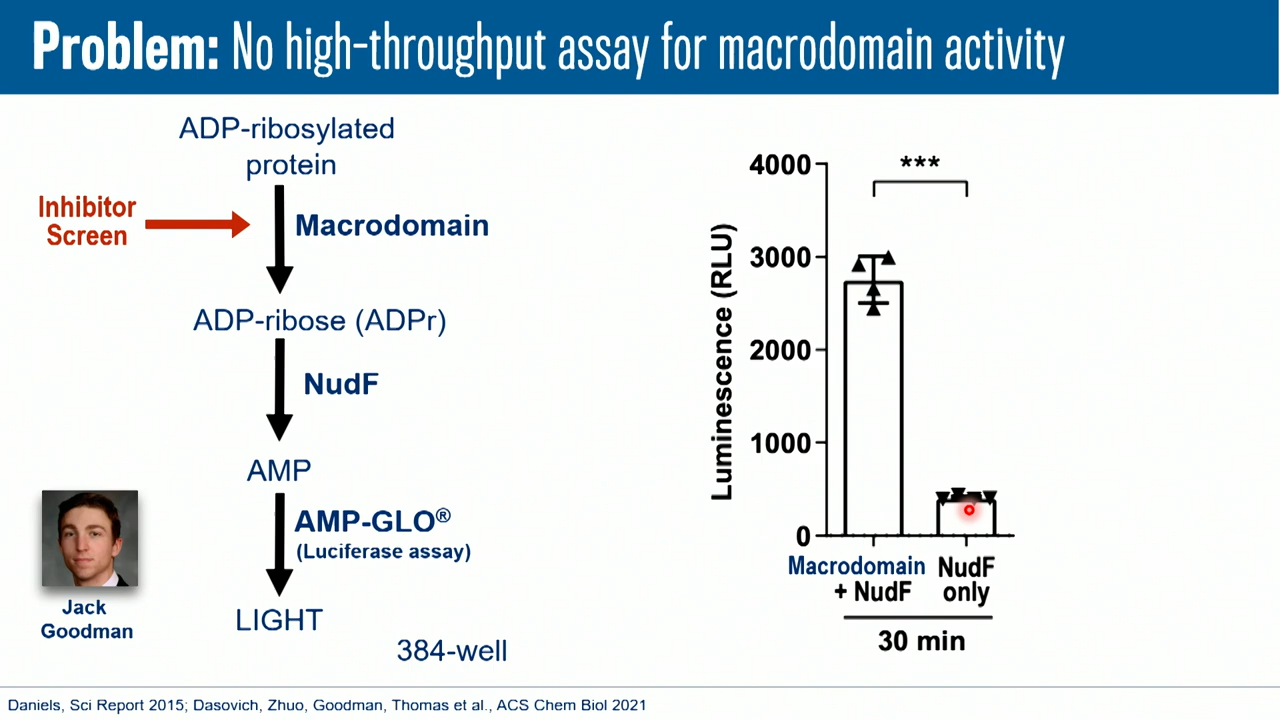 Problem: No high-throughput assay for macrodomain activity
ADP-ribosylated
protein
Inhibitor
Screen
Macrodomain
ADP-ribose (ADPr)
NudF
AMP
AMP-GLO®
(Luciferase assay)
LIGHT
384-well
Jack
Goodman
***
4000
3000
2000
1000
0
Luminescence (RLU)
Macrodomain
+ NudF
NudF
only
30 min
Daniels, Sci Report 2015; Dasovich, Zhuo, Goodman, Thomas et al., ACS Chem Biol 2021